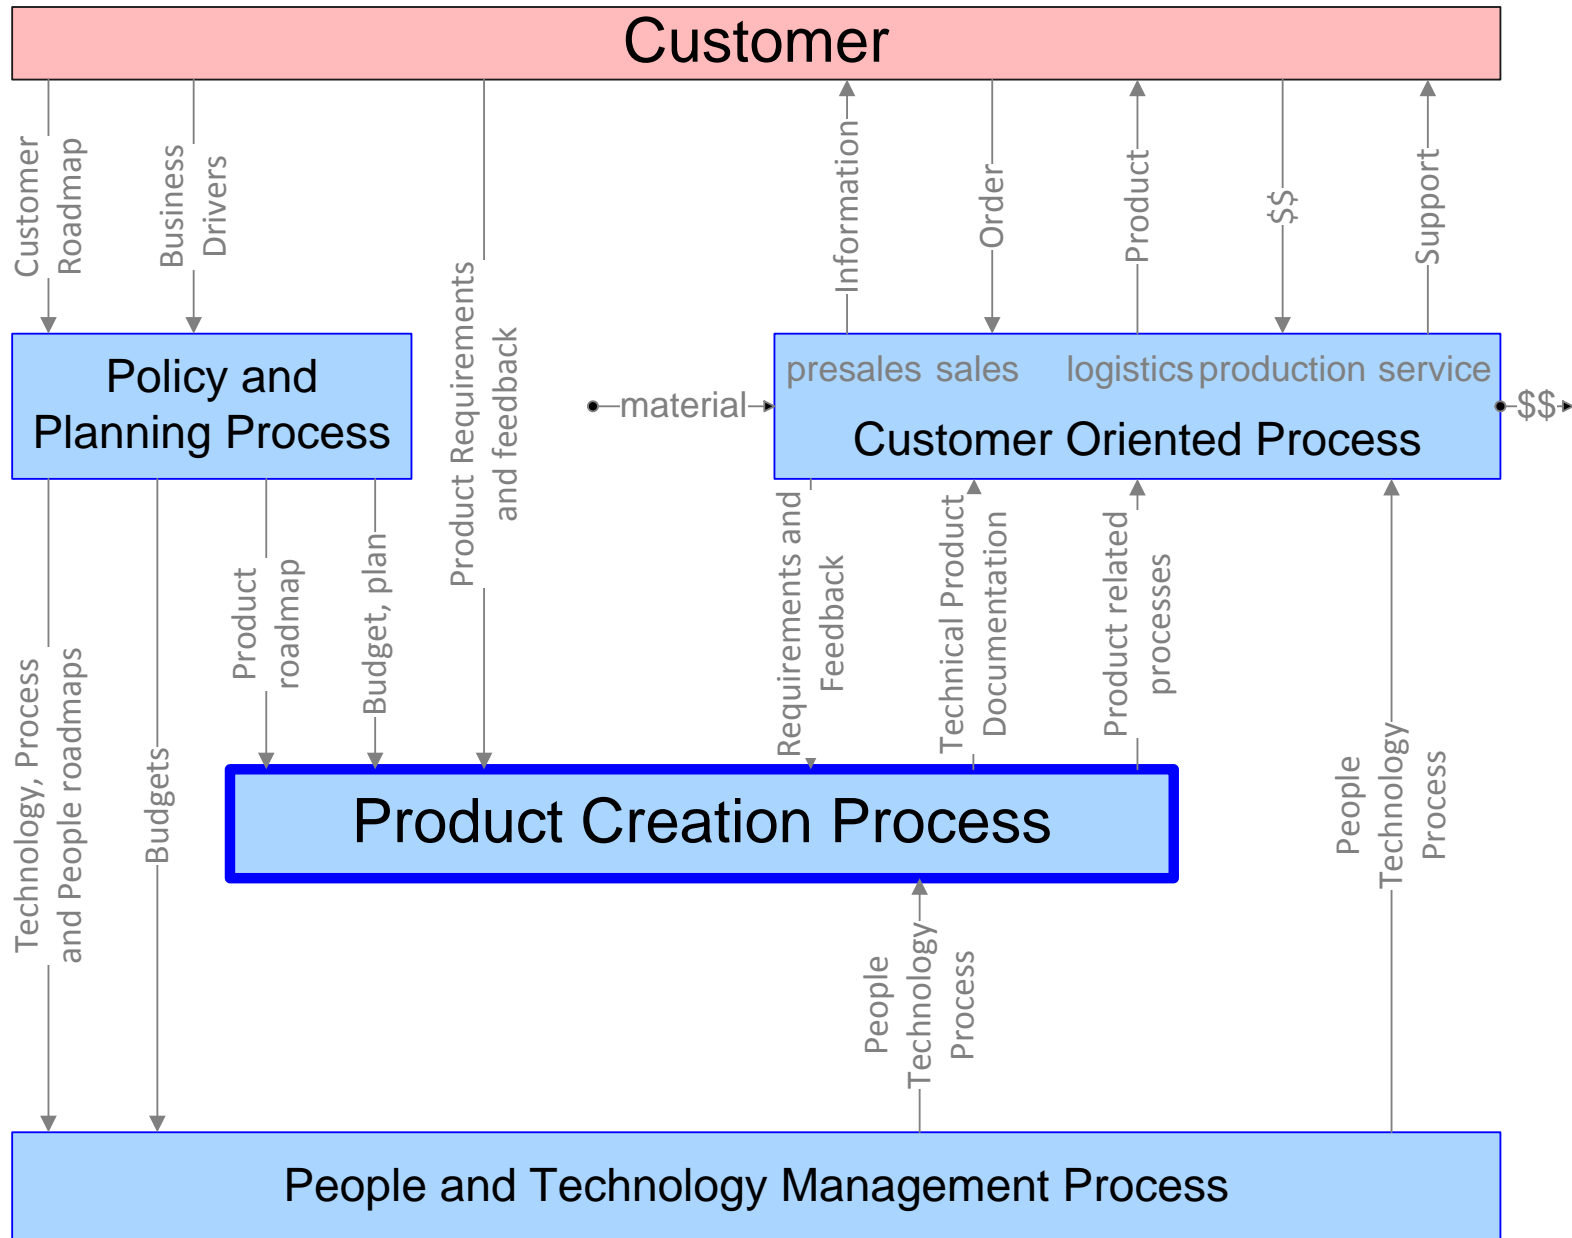 Customer
Customer
Roadmap
Business
Drivers
Product Requirements
and feedback
Information
Order
Product
$$
Support
Policy and
Planning Process
presales sales logistics production service
Customer Oriented Process
material
$$
Technology, Process
and People roadmaps
Budgets
Product
roadmap
Budget, plan
Requirements and
Feedback
Technical Product
Documentation
Product related
processes
People
Technology
Process
Product Creation Process
People
Technology
Process
People and Technology Management Process